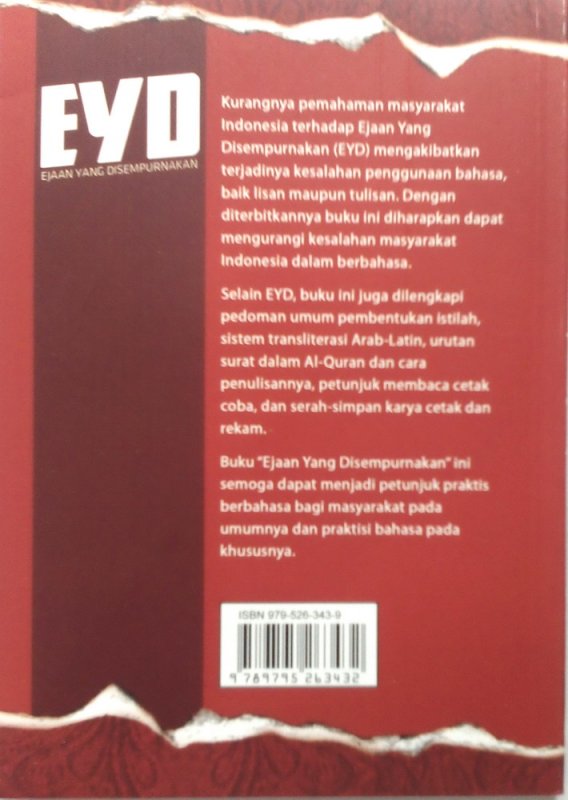 EYD
EJAAN YANG DISEMPURNAKAN
Kurangnya pemahaman masyarakat
Indonesia terhadap Ejaan Yang
Disempurnakan (EYD) mengakibatkan
terjadinya kesalahan penggunaan bahasa,
baik lisan maupun tulisan. Dengan
diterbitkannya buku ini diharapkan dapat
mengurangi kesalahan masyarakat
Indonesia dalam berbahasa.
Selain EYD, buku ini juga dilengkapi
pedoman umum pembentukan istilah,
sistem transliterasi Arab-Latin, urutan
surat dalam Al-Quran dan cara
penulisannya, petunjuk membaca cetak
coba, dan serah-simpan karya cetak dan
rekam.
Buku "Ejaan Yang Disempurnakan" ini
semoga dapat menjadi petunjuk praktis
berbahasa bagi masyarakat pada
umumnya dan praktisi bahasa pada
khususnya.
ISBN 979-526-343-9
9 789795 263432